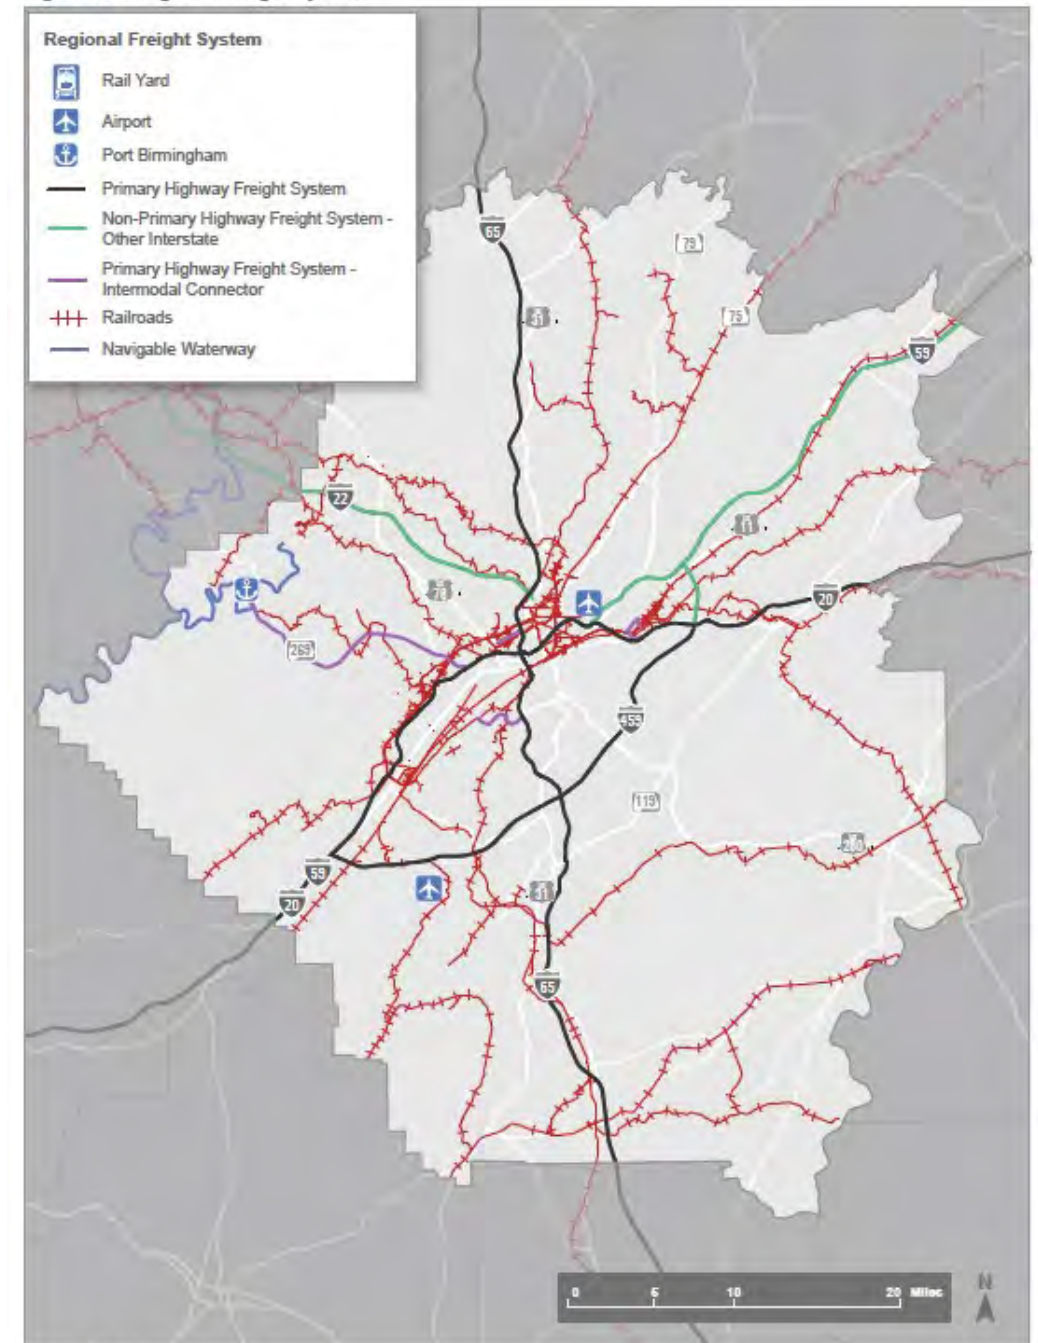 Regional Freight System
Rail Yard
Airport
Port Birmingham
Primary Highway Freight System
Non-Primary Highway Freight System -
Other Interstate
Primary Highway Freight System -
Intermodal Connector
Railroads
Navigable Waterway
65
79
31
75
59
22
11
78
20
269
459
119
280
59
31
20
65
0 5 10 20 Miles
N